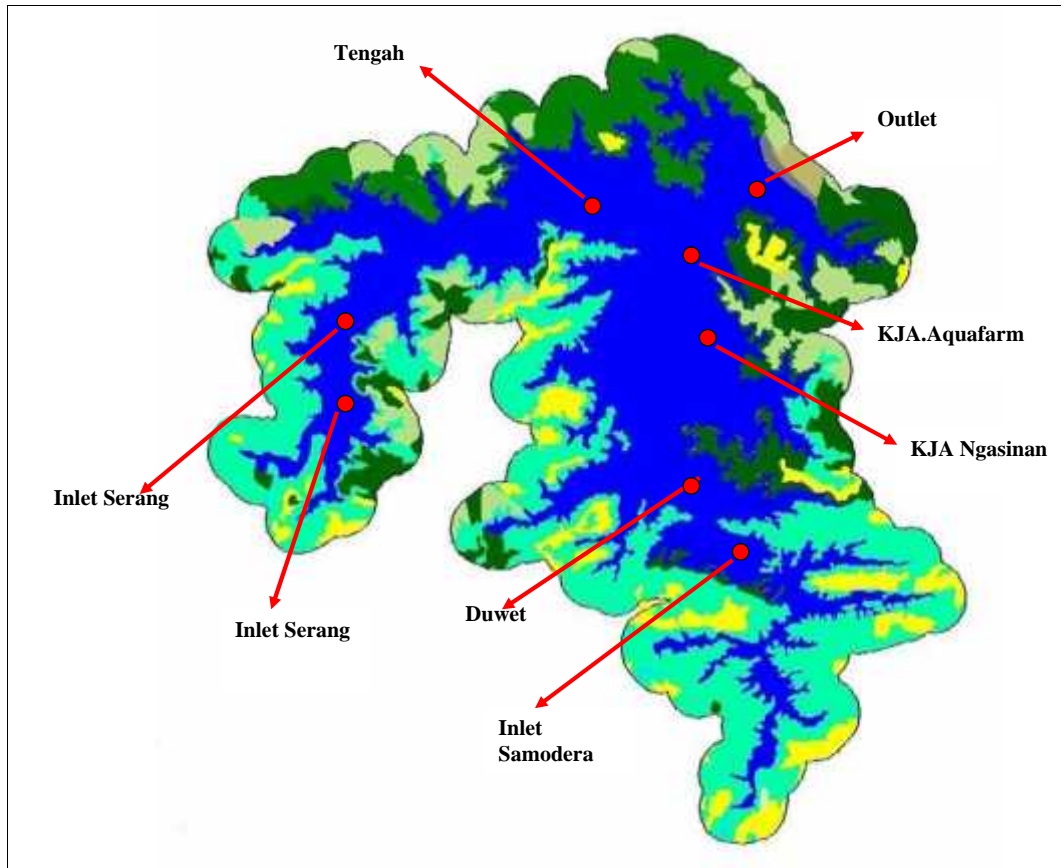 Tengah
Outlet
KJA.Aquafarm
KJA Ngasinan
Inlet Serang
Duwet
Inlet Serang
Inlet
Samodera